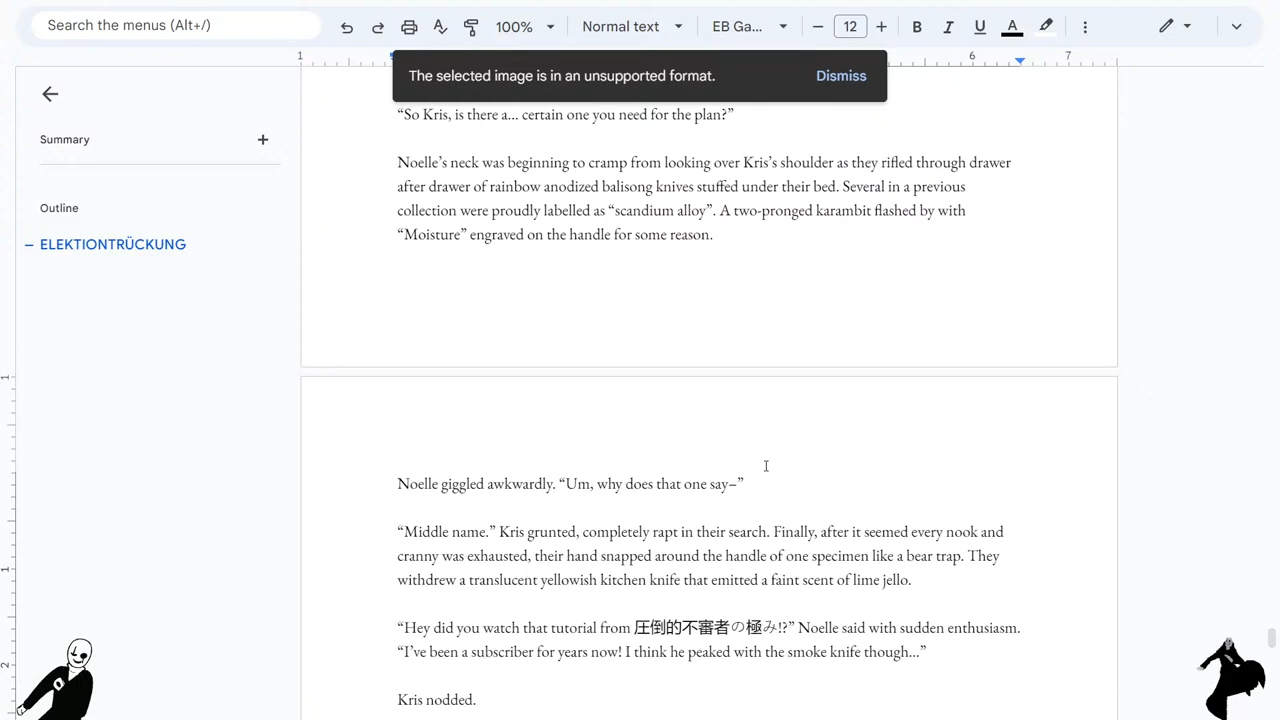 Search the menus (Alt+/)
100%
Normal text
EB Ga...
12
B
I
U
A
1
6
7
The selected image is in an unsupported format.
Dismiss
Summary
Outline
ELEKTIONTRÜCKUNG
“So Kris, is there a... certain one you need for the plan?”
Noelle’s neck was beginning to cramp from looking over Kris’s shoulder as they rifled through drawer
after drawer of rainbow anodized balisong knives stuffed under their bed. Several in a previous
collection were proudly labelled as “scandium alloy”. A two-pronged karambit flashed by with
“Moisture” engraved on the handle for some reason.
1
Noelle giggled awkwardly. “Um, why does that one say–”
“Middle name.” Kris grunted, completely rapt in their search. Finally, after it seemed every nook and
cranny was exhausted, their hand snapped around the handle of one specimen like a bear trap. They
1
withdrew a translucent yellowish kitchen knife that emitted a faint scent of lime jello.
“Hey did you watch that tutorial from 圧倒的不審者の極み!?” Noelle said with sudden enthusiasm.
“I’ve been a subscriber for years now! I think he peaked with the smoke knife though...”
2
Kris nodded.